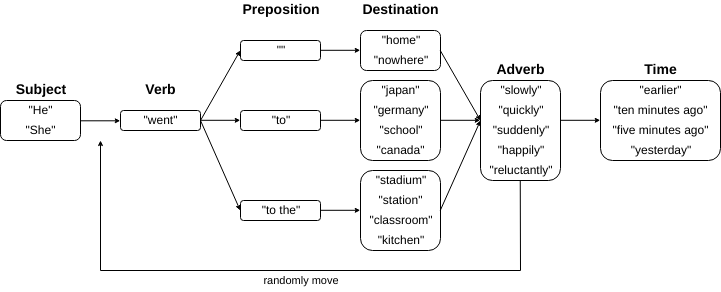 Subject
"He"
"She"
Verb
"went"
Preposition
""
"to"
"to the"
Destination
"home"
"nowhere"
"japan"
"germany"
"school"
"canada"
"stadium"
"station"
"classroom"
"kitchen"
Adverb
"slowly"
"quickly"
"suddenly"
"happily"
"reluctantly"
Time
"earlier"
"ten minutes ago"
"five minutes ago"
"yesterday"
randomly move